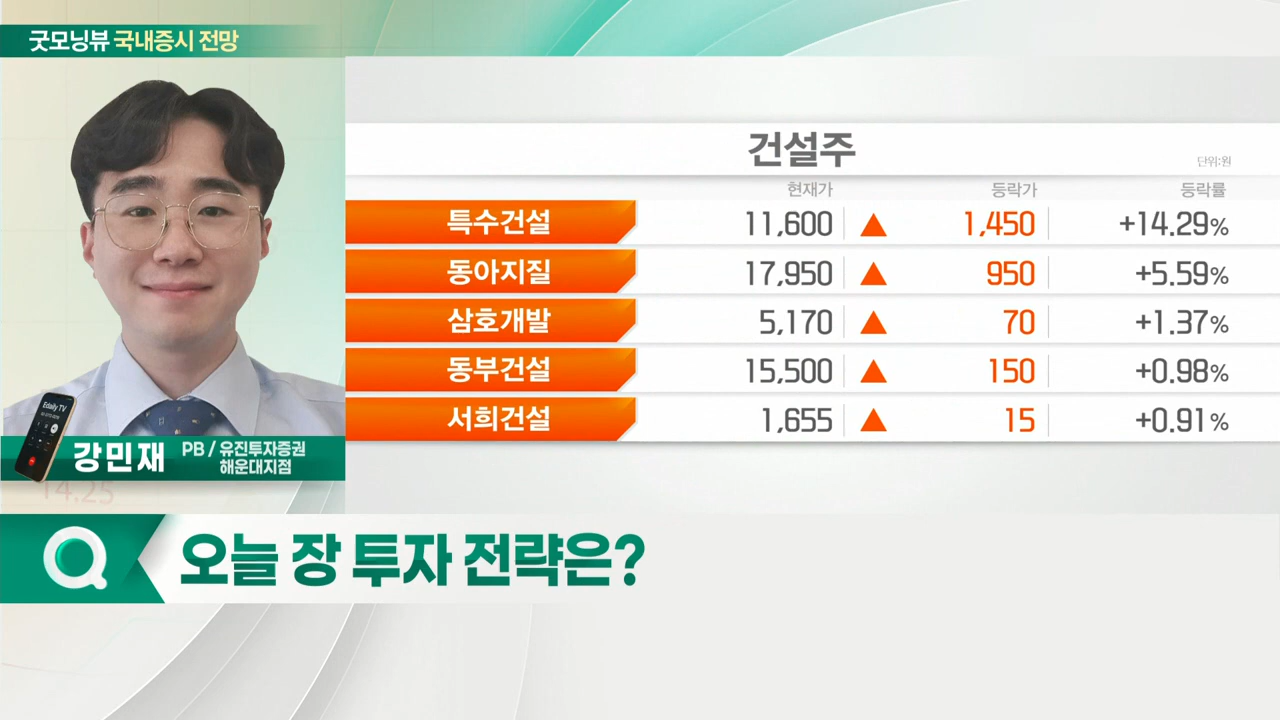 굿모닝뷰 국내증시 전망
건설주
단위:원
현재가 등락가 등락률
특수건설 11,600 ▲ 1,450 +14.29%
동아지질 17,950 ▲ 950 +5.59%
삼호개발 5,170 ▲ 70 +1.37%
동부건설 15,500 ▲ 150 +0.98%
서희건설 1,655 ▲ 15 +0.91%
Edaily TV
강민재 PB / 유진투자증권
해운대지점
14.25
오늘 장 투자 전략은?